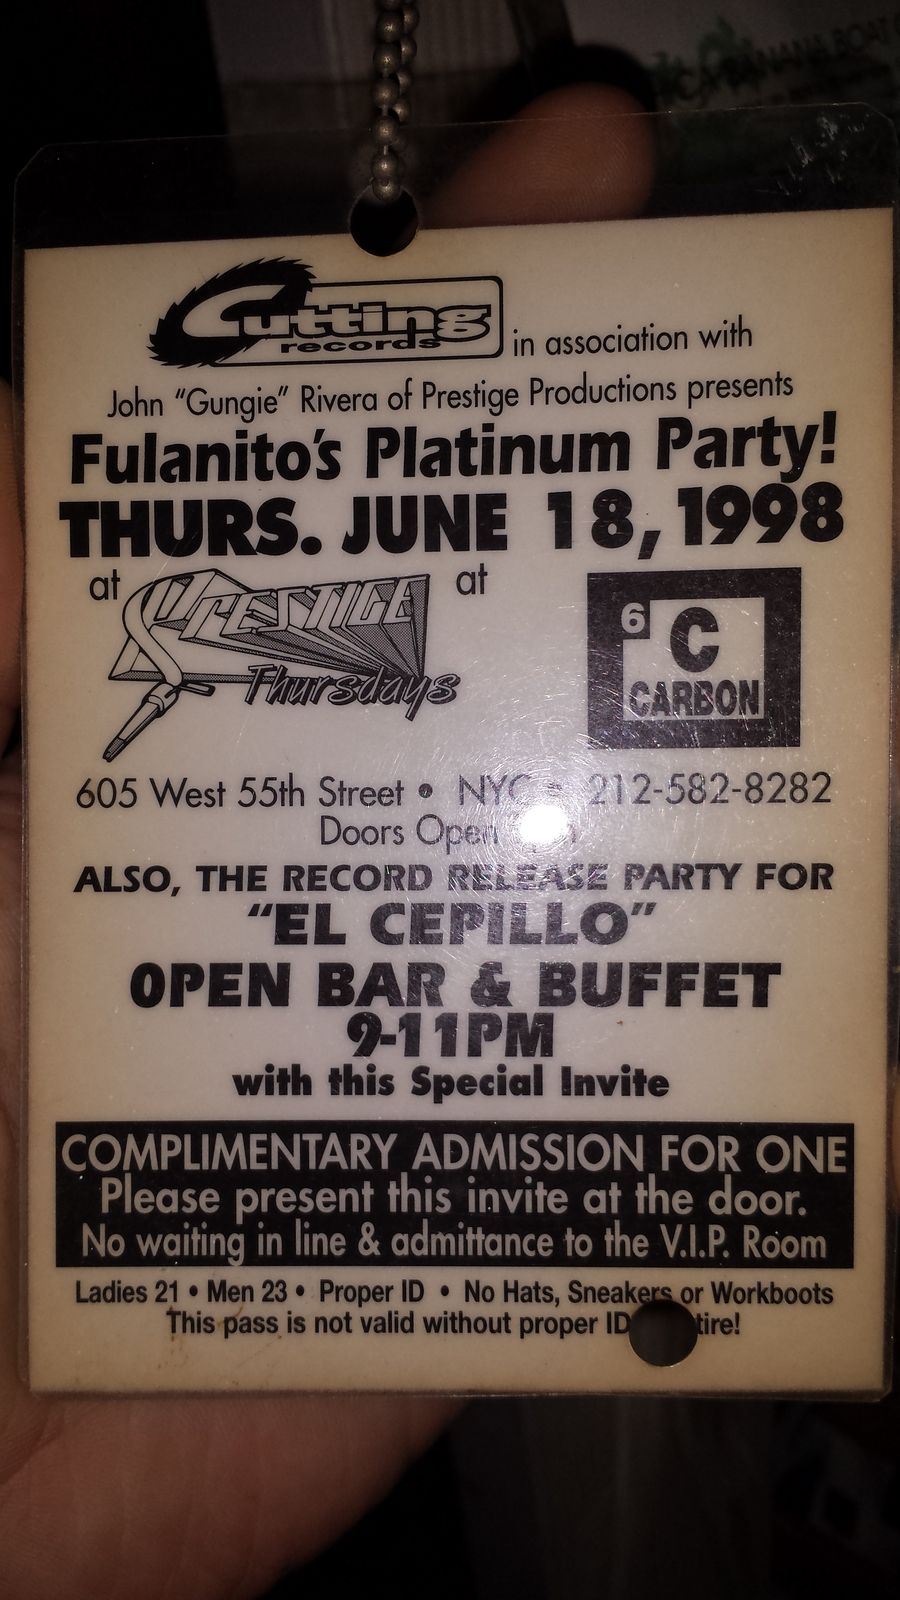 Cutting records in association with
John "Gungie" Rivera of Prestige Productions presents
Fulanito's Platinum Party!
THURS. JUNE 18, 1998
at PRESTIGE Thursdays at 6 C CARBON
605 West 55th Street • NYC • 212-582-8282
Doors Open
ALSO, THE RECORD RELEASE PARTY FOR
"EL CEPILLO"
OPEN BAR & BUFFET
9-11PM
with this Special Invite
COMPLIMENTARY ADMISSION FOR ONE
Please present this invite at the door.
No waiting in line & admittance to the V.I.P. Room
Ladies 21 • Men 23 • Proper ID • No Hats, Sneakers or Workboots
This pass is not valid without proper ID
BANANA BOAT